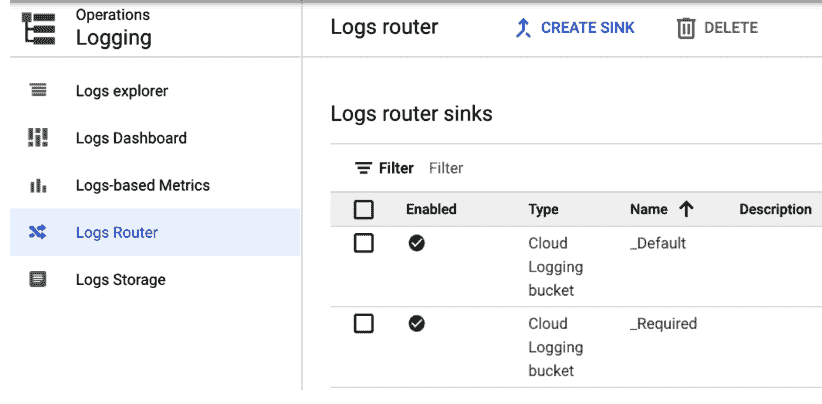 Operations
Logging
Logs explorer
Logs Dashboard
Logs-based Metrics
Logs Router
Logs Storage
Logs router CREATE SINK DELETE
Logs router sinks
Filter Filter
Enabled Type Name Description
Cloud Logging bucket _Default
Cloud Logging bucket _Required